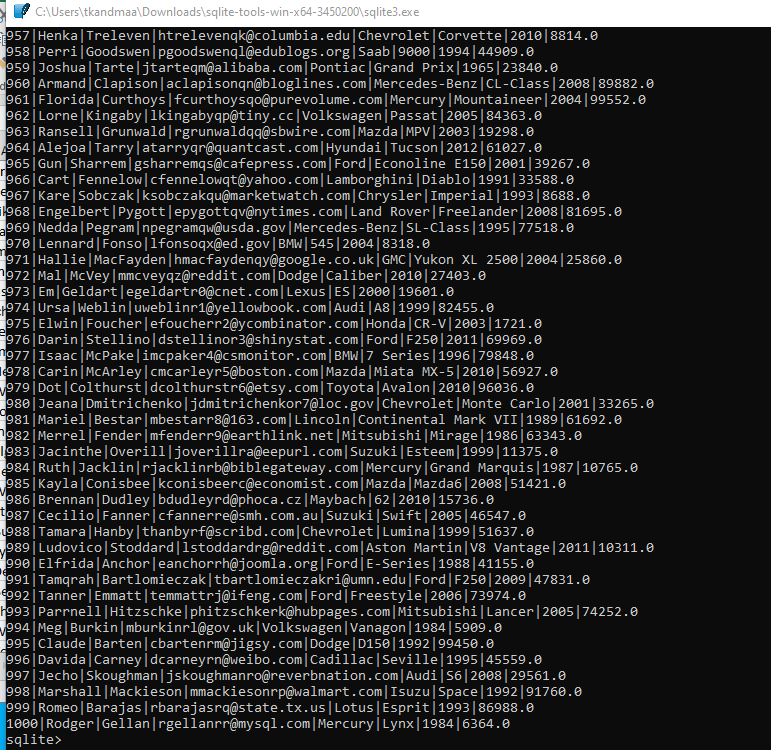 C:\Users\tkandmaa\Downloads\sqlite-tools-win-x64-3450200\sqlite3.exe
957|Henka|Treleven|htrelevenqk@columbia.edu|Chevrolet|Corvette|2010|8814.0
958|Perri|Goodswen|pgoodswenql@edublogs.org|Saab|9000|1994|44909.0
959|Joshua|Tarte|jtarteqm@alibaba.com|Pontiac|Grand Prix|1965|23840.0
960|Armand|Clapison|aclapisonqn@bloglines.com|Mercedes-Benz|CL-Class|2008|89882.0
961|Florida|Curthoys|fcurthoysqo@purevolume.com|Mercury|Mountaineer|2004|99552.0
962|Lorne|Kingaby|lkingabyqp@tiny.cc|Volkswagen|Passat|2005|84363.0
963|Ransell|Grunwald|rgrunwaldqq@sbwire.com|Mazda|MPV|2003|19298.0
964|Alejoa|Tarry|atarryqr@quantcast.com|Hyundai|Tucson|2012|61027.0
965|Gun|Sharrem|gsharremqs@cafepress.com|Ford|Econoline E150|2001|39267.0
966|Cart|Fennelow|cfennelowqt@yahoo.com|Lamborghini|Diablo|1991|33588.0
967|Kare|Sobczak|ksobczakqu@marketwatch.com|Chrysler|Imperial|1993|8688.0
968|Engelbert|Pygott|epygottqv@nytimes.com|Land Rover|Freelander|2008|81695.0
969|Nedda|Pegram|npegramqw@usda.gov|Mercedes-Benz|SL-Class|1995|77518.0
970|Lennard|Fonso|lfonsoqx@ed.gov|BMW|545|2004|8318.0
971|Hallie|MacFayden|hmacfaydenqy@google.co.uk|GMC|Yukon XL 2500|2004|25860.0
972|Mal|McVey|mmcveyqz@reddit.com|Dodge|Caliber|2010|27403.0
973|Em|Geldart|egeldartr0@cnet.com|Lexus|ES|2000|19601.0
974|Ursa|Weblin|uweblinr1@yellowbook.com|Audi|A8|1999|82455.0
975|Elwin|Foucher|efoucherr2@ycombinator.com|Honda|CR-V|2003|1721.0
976|Darin|Stellino|dstellinor3@shinystat.com|Ford|F250|2011|69969.0
977|Isaac|McPake|imcpaker4@csmonitor.com|BMW|7 Series|1996|79848.0
978|Carin|McArley|cmcarleyr5@boston.com|Mazda|Miata MX-5|2010|56927.0
979|Dot|Colthurst|dcolthurstr6@etsy.com|Toyota|Avalon|2010|96036.0
980|Jeana|Dmitrichenko|jdmitrichenkor7@loc.gov|Chevrolet|Monte Carlo|2001|33265.0
981|Mariel|Bestar|mbestarr8@163.com|Lincoln|Continental Mark VII|1989|61692.0
982|Merrel|Fender|mfenderr9@earthlink.net|Mitsubishi|Mirage|1986|63343.0
983|Jacinthe|Overill|joverillra@eepurl.com|Suzuki|Esteem|1999|11375.0
984|Ruth|Jacklin|rjacklinrb@biblegateway.com|Mercury|Grand Marquis|1987|10765.0
985|Kayla|Conisbee|kconisbeerc@economist.com|Mazda|Mazda6|2008|51421.0
986|Brennan|Dudley|bdudleyrd@phoca.cz|Maybach|62|2010|15736.0
987|Cecilio|Fanner|cfannerre@smh.com.au|Suzuki|Swift|2005|46547.0
988|Tamara|Hanby|thanbyrf@scribd.com|Chevrolet|Lumina|1999|51637.0
989|Ludovico|Stoddard|lstoddardrg@reddit.com|Aston Martin|V8 Vantage|2011|10311.0
990|Elfrida|Anchor|eanchorrh@joomla.org|Ford|E-Series|1988|41155.0
991|Tamqrah|Bartlomieczak|tbartlomieczakri@umn.edu|Ford|F250|2009|47831.0
992|Tanner|Emmatt|temmattrj@ifeng.com|Ford|Freestyle|2006|73974.0
993|Parrnell|Hitzschke|phitzschkerk@hubpages.com|Mitsubishi|Lancer|2005|74252.0
994|Meg|Burkin|mburkinrl@gov.uk|Volkswagen|Vanagon|1984|5909.0
995|Claude|Barten|cbartenrm@jigsy.com|Dodge|D150|1992|99450.0
996|Davida|Carney|dcarneyrn@weibo.com|Cadillac|Seville|1995|45559.0
997|Jecho|Skoughman|jskoughmanro@reverbnation.com|Audi|S6|2008|29561.0
998|Marshall|Mackieson|mmackiesonrp@walmart.com|Isuzu|Space|1992|91760.0
999|Romeo|Barajas|rbarajasrq@state.tx.us|Lotus|Esprit|1993|86988.0
1000|Rodger|Gellan|rgellanrr@mysql.com|Mercury|Lynx|1984|6364.0
sqlite>